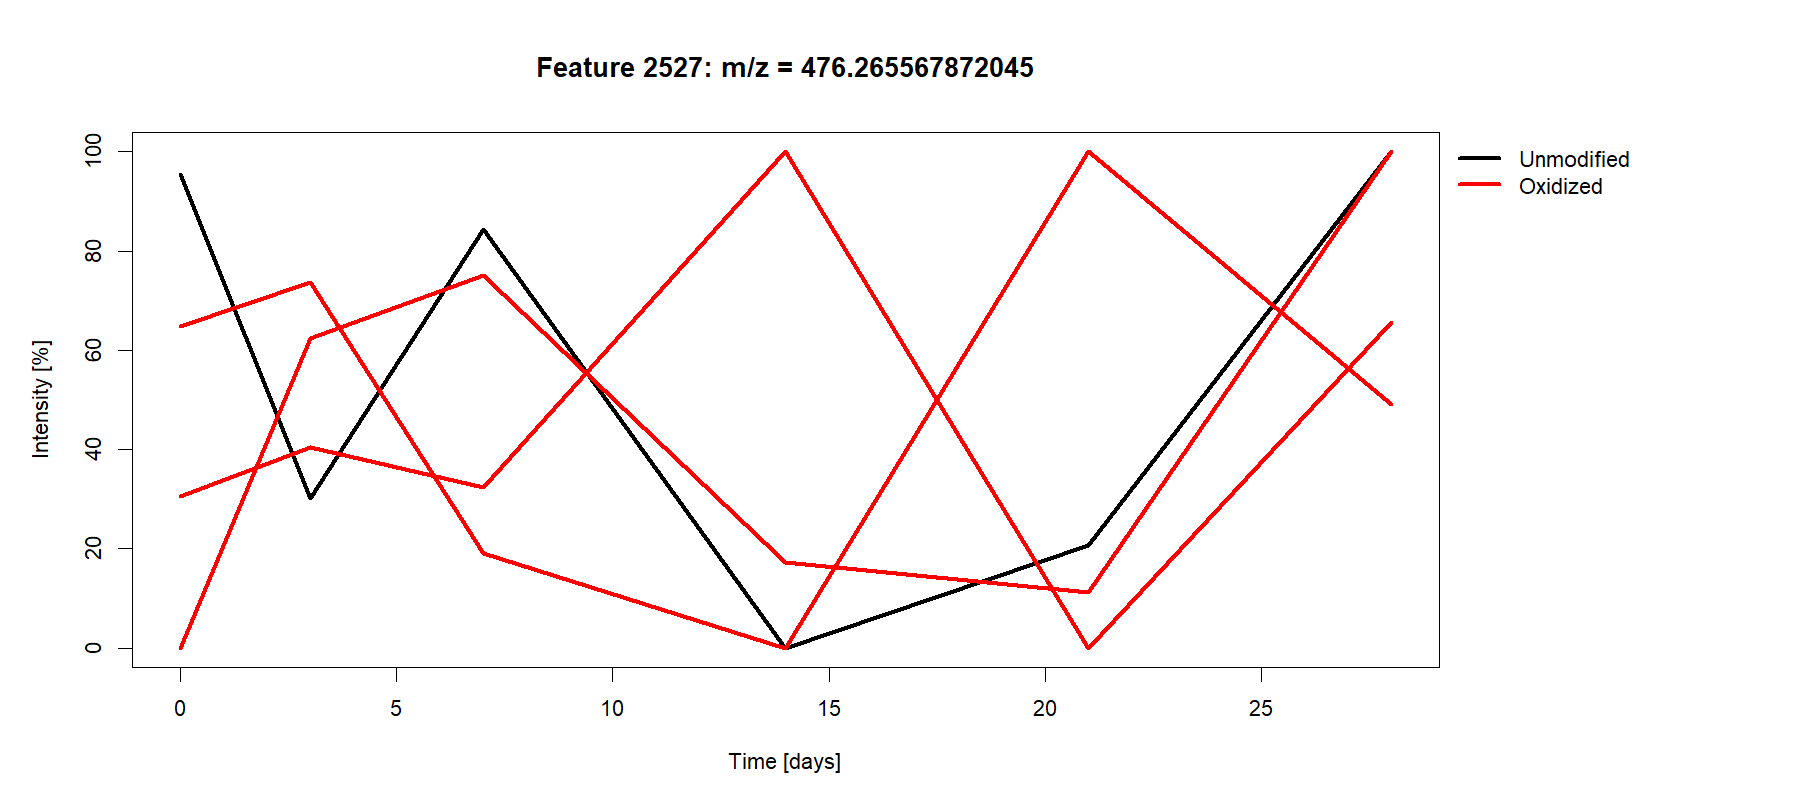 Feature 2527: m/z = 476.265567872045
Unmodified
Oxidized
Intensity [%]
100
80
60
40
20
0
0 5 10 15 20 25
Time [days]